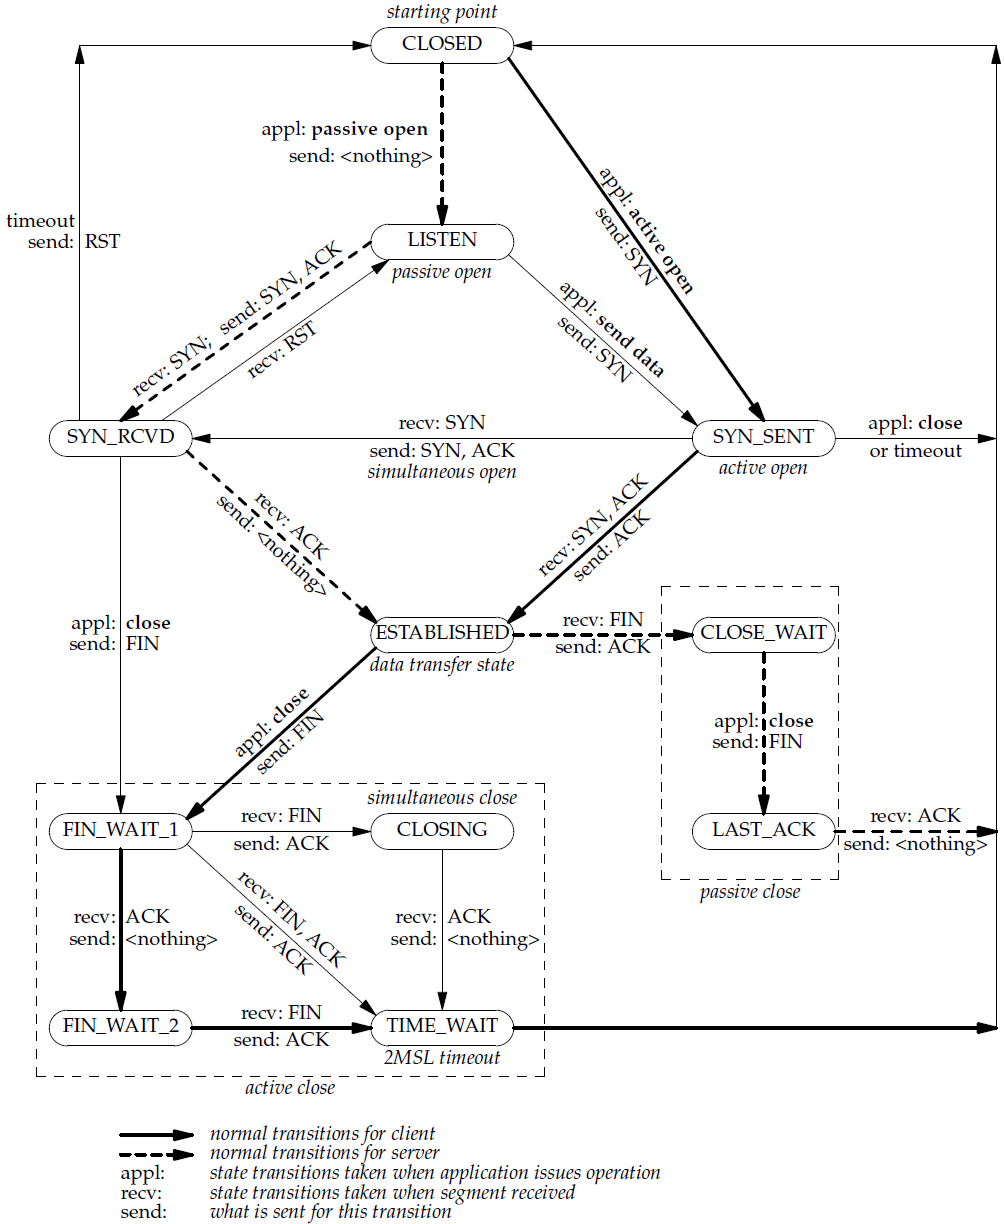 starting point
CLOSED
appl: passive open
send: <nothing>
appl: active open
send: SYN
timeout
send: RST
LISTEN
passive open
recv: SYN; send: SYN, ACK
recv: RST
appl: send data
send: SYN
SYN_RCVD
recv: SYN
send: SYN, ACK
simultaneous open
SYN_SENT
active open
appl: close
or timeout
recv: ACK
send: <nothing>
recv: SYN, ACK
send: ACK
appl: close
send: FIN
ESTABLISHED
data transfer state
recv: FIN
send: ACK
CLOSE_WAIT
appl: close
send: FIN
appl: close
send: FIN
simultaneous close
FIN_WAIT_1
recv: FIN
send: ACK
CLOSING
LAST_ACK
recv: ACK
send: <nothing>
passive close
recv: ACK
send: <nothing>
recv: FIN, ACK
send: ACK
recv: ACK
send: <nothing>
FIN_WAIT_2
recv: FIN
send: ACK
TIME_WAIT
2MSL timeout
active close
normal transitions for client
normal transitions for server
appl: state transitions taken when application issues operation
recv: state transitions taken when segment received
send: what is sent for this transition